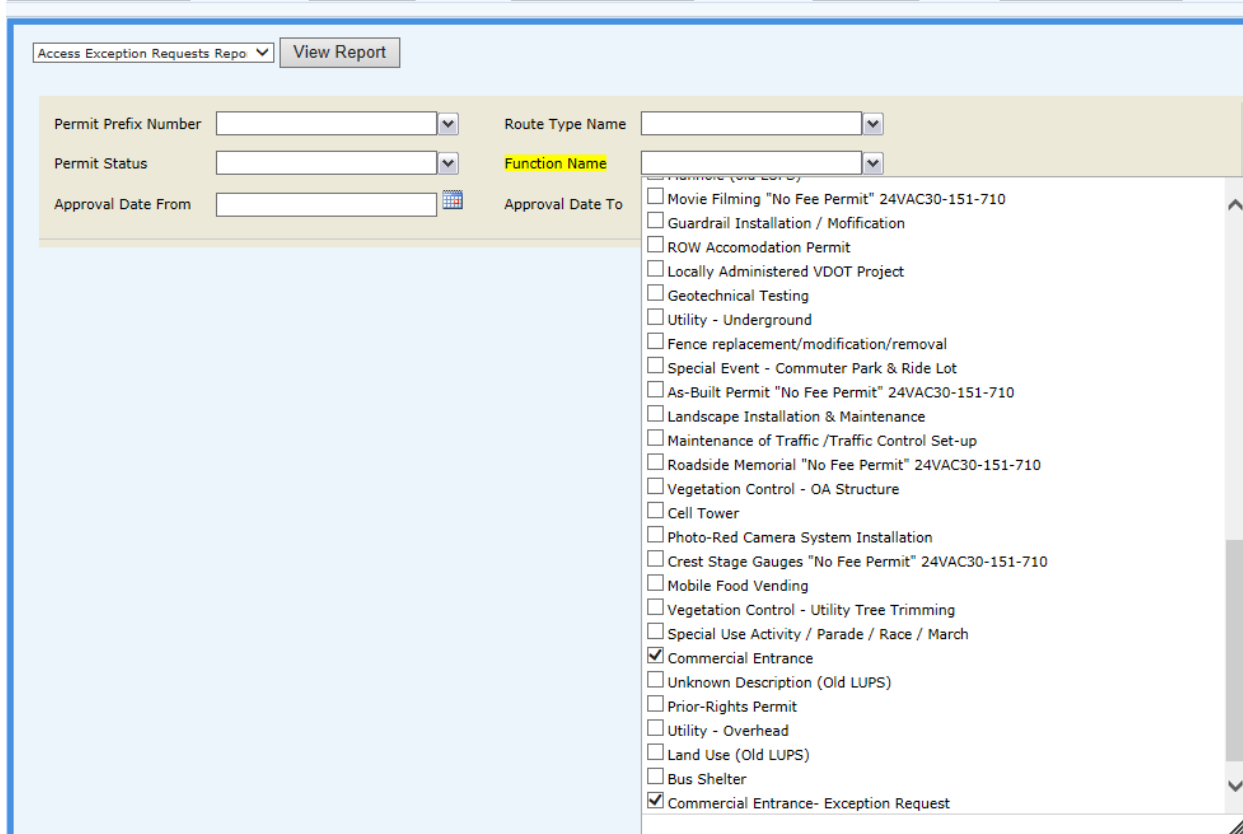 Access Exception Requests Repo
View Report
Permit Prefix Number
Route Type Name
Permit Status
Function Name
Approval Date From
Approval Date To
Manhole (Old LUPS)
Movie Filming "No Fee Permit" 24VAC30-151-710
Guardrail Installation / Mofification
ROW Accomodation Permit
Locally Administered VDOT Project
Geotechnical Testing
Utility - Underground
Fence replacement/modification/removal
Special Event - Commuter Park & Ride Lot
As-Built Permit "No Fee Permit" 24VAC30-151-710
Landscape Installation & Maintenance
Maintenance of Traffic /Traffic Control Set-up
Roadside Memorial "No Fee Permit" 24VAC30-151-710
Vegetation Control - OA Structure
Cell Tower
Photo-Red Camera System Installation
Crest Stage Gauges "No Fee Permit" 24VAC30-151-710
Mobile Food Vending
Vegetation Control - Utility Tree Trimming
Special Use Activity / Parade / Race / March
Commercial Entrance
Unknown Description (Old LUPS)
Prior-Rights Permit
Utility - Overhead
Land Use (Old LUPS)
Bus Shelter
Commercial Entrance- Exception Request